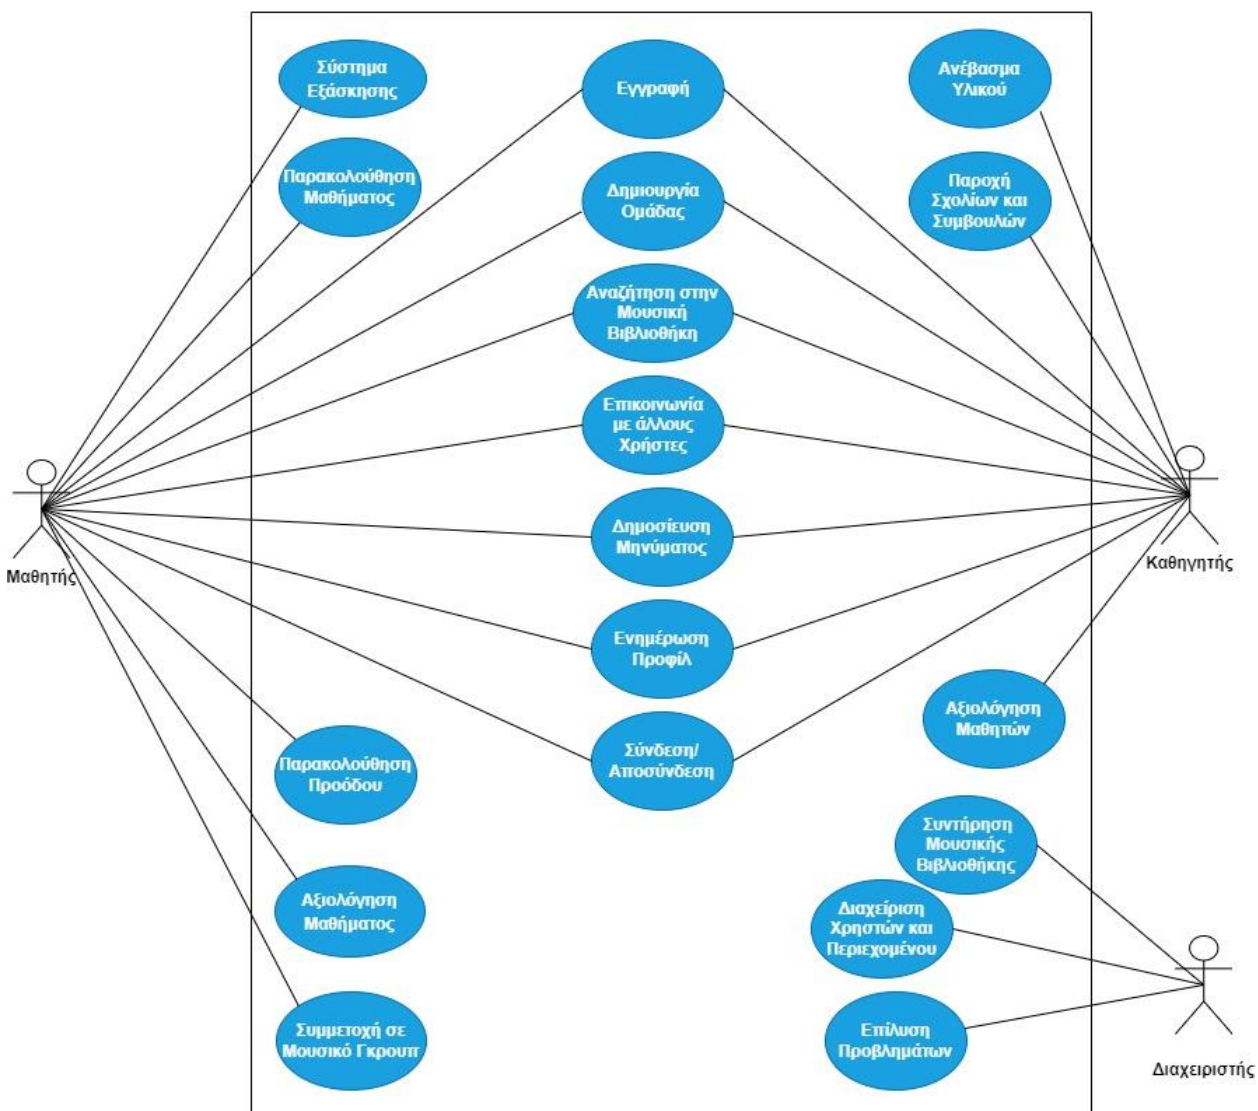 Σύστημα
Εξάσκησης
Εγγραφή
Ανέβασμα
Υλικού
Παρακολούθηση
Μαθήματος
Δημιουργία
Ομάδας
Παροχή
Σχολίων και
Συμβουλών
Αναζήτηση στην
Μουσική
Βιβλιοθήκη
Επικοινωνία
με άλλους
Χρήστες
Μαθητής
Δημοσίευση
Μηνύματος
Καθηγητής
Ενημέρωση
Προφίλ
Αξιολόγηση
Μαθητών
Παρακολούθηση
Προόδου
Σύνδεση/
Αποσύνδεση
Συντήρηση
Μουσικής
Βιβλιοθήκης
Αξιολόγηση
Μαθήματος
Διαχείριση
Χρηστών και
Περιεχομένου
Συμμετοχή σε
Μουσικό Γκρουπ
Επίλυση
Προβλημάτων
Διαχειριστής